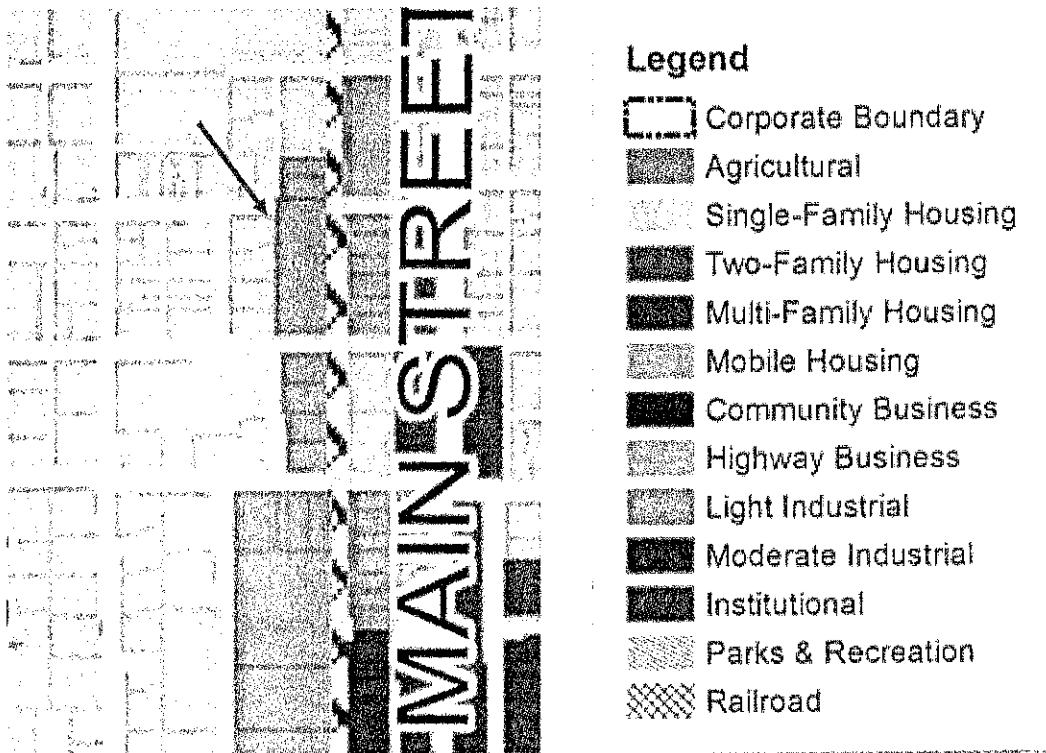 MAIN STREET
Legend
Corporate Boundary
Agricultural
Single-Family Housing
Two-Family Housing
Multi-Family Housing
Mobile Housing
Community Business
Highway Business
Light Industrial
Moderate Industrial
Institutional
Parks & Recreation
Railroad